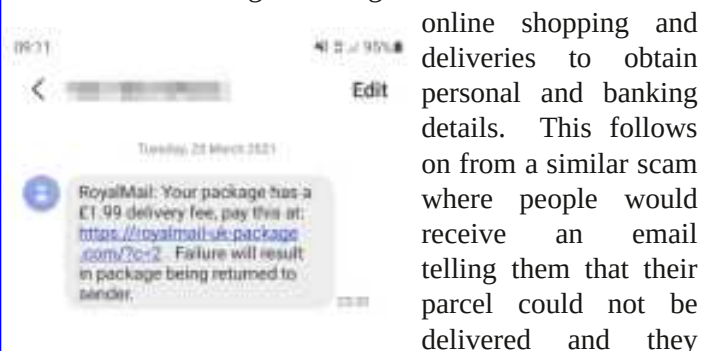 online shopping and
deliveries to obtain
personal and banking
details. This follows
on from a similar scam
where people would
receive an email
telling them that their
parcel could not be
delivered and they
09:11
95%
Edit
Tuesday, 23 March 2021
RoyalMail: Your package has a
£1.99 delivery fee, pay this at:
https://royalmail-uk-package
.com/?c=2 Failure will result
in package being returned to
sender.